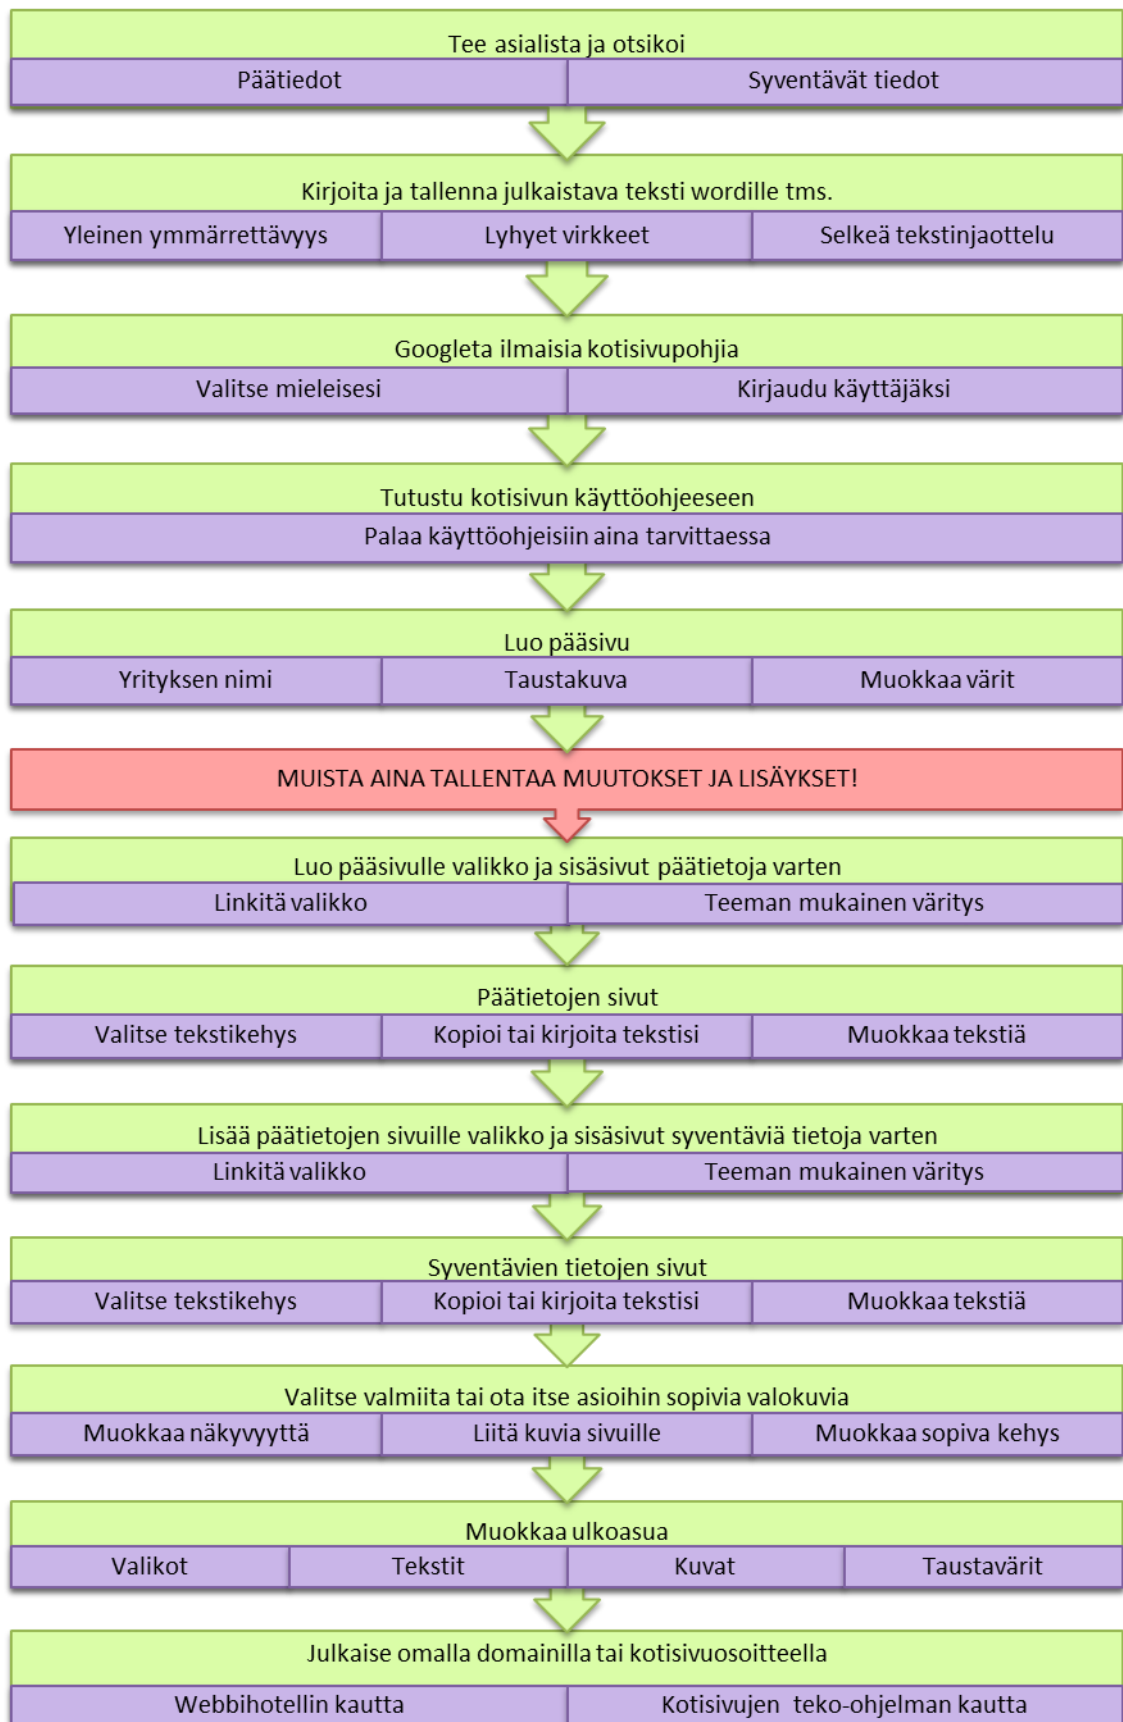 Tee asialista ja otsikoi
Päätiedot Syventävät tiedot
Kirjoita ja tallenna julkaistava teksti wordille tms.
Yleinen ymmärrettävyys Lyhyet virkkeet Selkeä tekstinjaottelu
Googleta ilmaisia kotisivupohjia
Valitse mieleisesi Kirjaudu käyttäjäksi
Tutustu kotisivun käyttöohjeeseen
Palaa käyttöohjeisiin aina tarvittaessa
Luo pääsivu
Yrityksen nimi Taustakuva Muokkaa värit
MUISTA AINA TALLENTAA MUUTOKSET JA LISÄYKSET!
Luo pääsivulle valikko ja sisäsivut päätietoja varten
Linkitä valikko Teeman mukainen väritys
Päätietojen sivut
Valitse tekstikehys Kopioi tai kirjoita tekstisi Muokkaa tekstiä
Lisää päätietojen sivuille valikko ja sisäsivut syventäviä tietoja varten
Linkitä valikko Teeman mukainen väritys
Syventävien tietojen sivut
Valitse tekstikehys Kopioi tai kirjoita tekstisi Muokkaa tekstiä
Valitse valmiita tai ota itse asioihin sopivia valokuvia
Muokkaa näkyvyyttä Liitä kuvia sivuille Muokkaa sopiva kehys
Muokkaa ulkoasua
Valikot Tekstit Kuvat Taustavärit
Julkaise omalla domainilla tai kotisivuosoitteella
Webbihotellin kautta Kotisivujen teko-ohjelman kautta